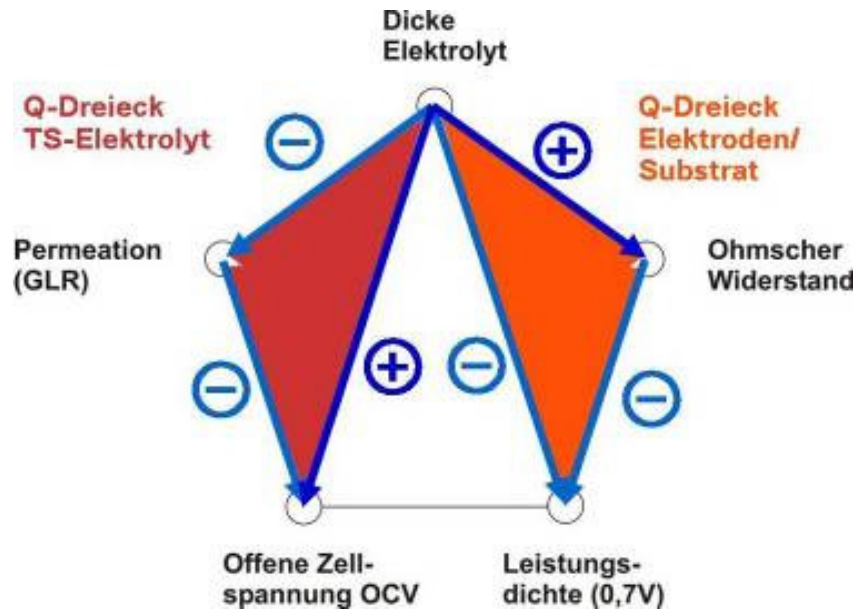 Dicke
Elektrolyt
Q-Dreieck
TS-Elektrolyt
Q-Dreieck
Elektroden/
Substrat
−
+
Permeation
(GLR)
Ohmscher
Widerstand
−
+
−
−
Offene Zell-
spannung OCV
Leistungs-
dichte (0,7V)